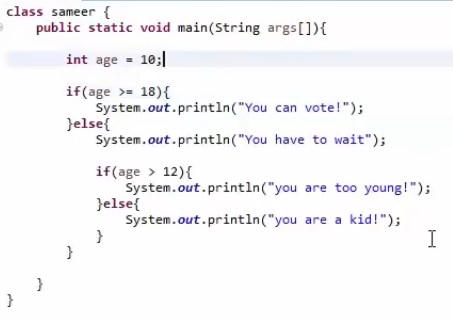 class sameer {
public static void main(String args[]){
int age = 10;
if(age >= 18){
System.out.println("You can vote!");
}else{
System.out.println("You have to wait");
if(age > 12){
System.out.println("you are too young!");
}else{
System.out.println("you are a kid!");
}
}
}
}